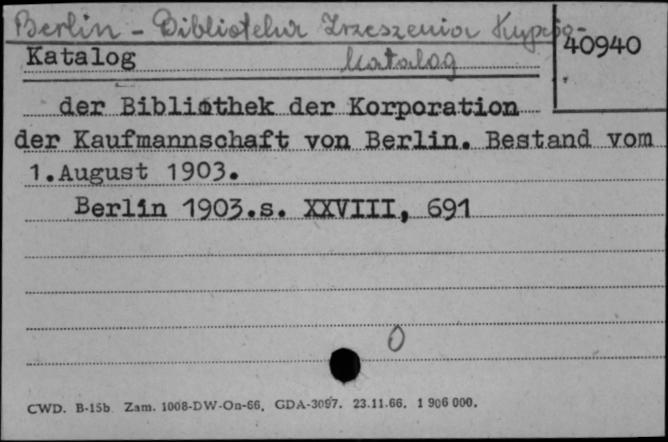 Berlin - Biblioteka Zrzeszenia Kupców-
40940
Katalog katalog
der Bibliothek der Korporation
der Kaufmannschaft von Berlin. Bestand vom
1.August 1903.
Berlin 1903.s. XXVIII, 691
0
CWD. B-15b Zam. 1008-DW-On-66. GDA-3097. 23.11.66. 1 906 000.